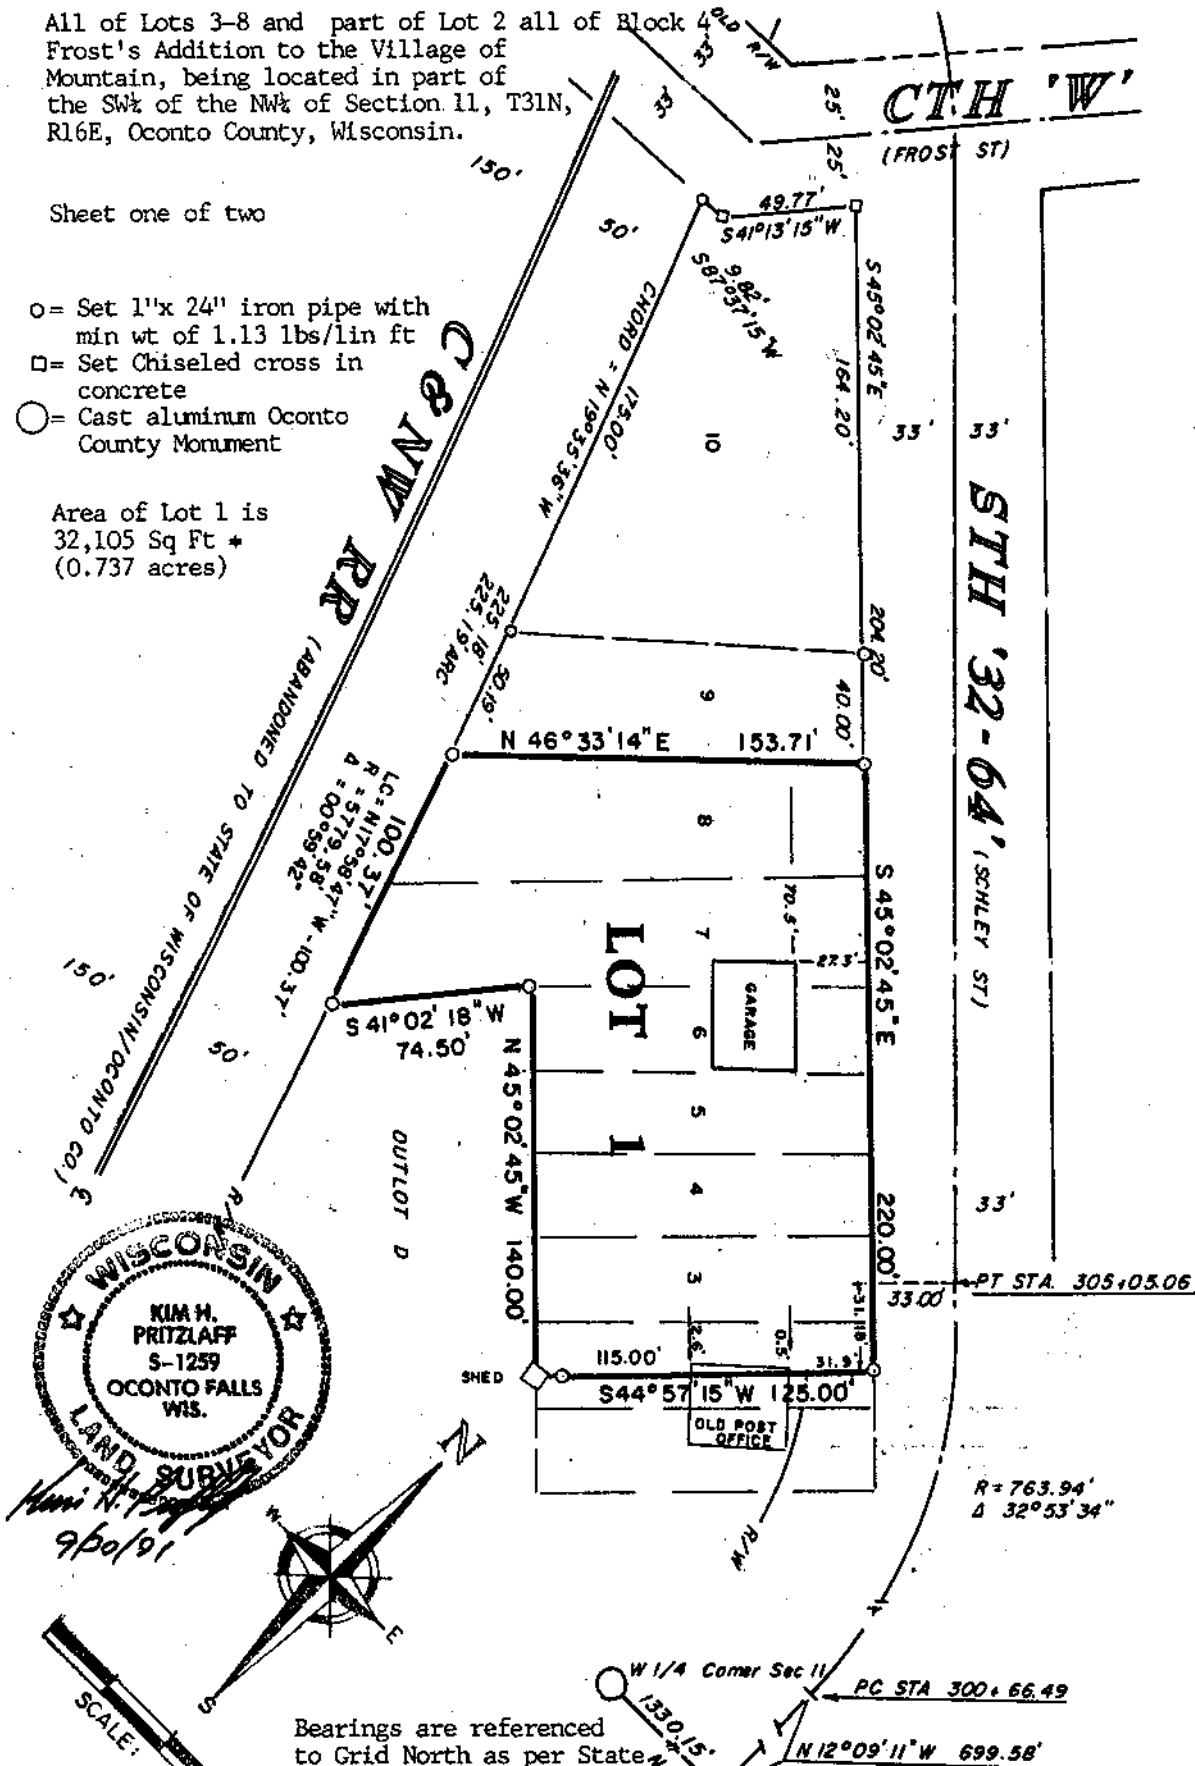 All of Lots 3-8 and part of Lot 2 all of Block 4
Frost's Addition to the Village of
Mountain, being located in part of
the SW¼ of the NW¼ of Section 11, T31N,
R16E, Oconto County, Wisconsin.
Sheet one of two
o= Set 1"x 24" iron pipe with
min wt of 1.13 lbs/lin ft
□= Set Chiseled cross in
concrete
◯= Cast aluminum Oconto
County Monument
Area of Lot 1 is
32,105 Sq Ft *
(0.737 acres)
OLD R/W
33'
33'
25'
25'
CTH 'W'
(FROST ST)
150'
50'
49.77'
S41°13'15"W
9.82'
S87°37'15"W
S45°02'45"E
164.20'
CHORD = N19°35'36"W
175.00'
10
33'
33'
C&NW RR
(ABANDONED TO STATE OF WISCONSIN/OCONTO CO.)
STH '32-64'
(SCHLEY ST)
225.18'
225.19' ARC
50.19'
204.20'
40.00'
9
N 46°33'14"E 153.71'
100.37'
LC= N17°58'47"W-100.37'
R = 5779.58'
Δ = 00°59'42"
8
70.5'
7
27.3'
S 45°02'45"E
LOT 1
GARAGE
6
150'
50'
S 41°02'18"W
74.50'
N 45°02'45"W 140.00'
5
OUTLOT D
4
220.00'
33'
3
℄
R/
PT STA. 305+05.06
33.00'
2.6'
0.5'
31.9'
SHED
115.00'
S44°57'15"W 125.00'
OLD POST
OFFICE
R/W
R = 763.94'
Δ 32°53'34"
WISCONSIN
KIM H.
PRITZLAFF
S-1259
OCONTO FALLS
WIS.
LAND SURVEYOR
N
W
E
S
SCALE:
W 1/4 Corner Sec 11
1330.15'
N
PC STA 300+66.49
N 12°09'11"W 699.58'
Bearings are referenced
to Grid North as per State